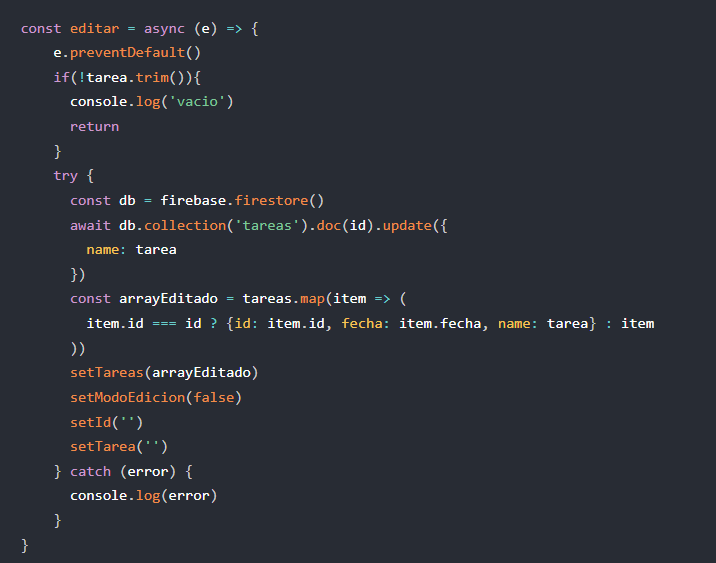 const editar = async (e) => {
    e.preventDefault()
    if(!tarea.trim()){
      console.log('vacio')
      return
    }
    try {
      const db = firebase.firestore()
      await db.collection('tareas').doc(id).update({
        name: tarea
      })
      const arrayEditado = tareas.map(item => (
        item.id === id ? {id: item.id, fecha: item.fecha, name: tarea} : item
      ))
      setTareas(arrayEditado)
      setModoEdicion(false)
      setId('')
      setTarea('')
    } catch (error) {
      console.log(error)
    }
}